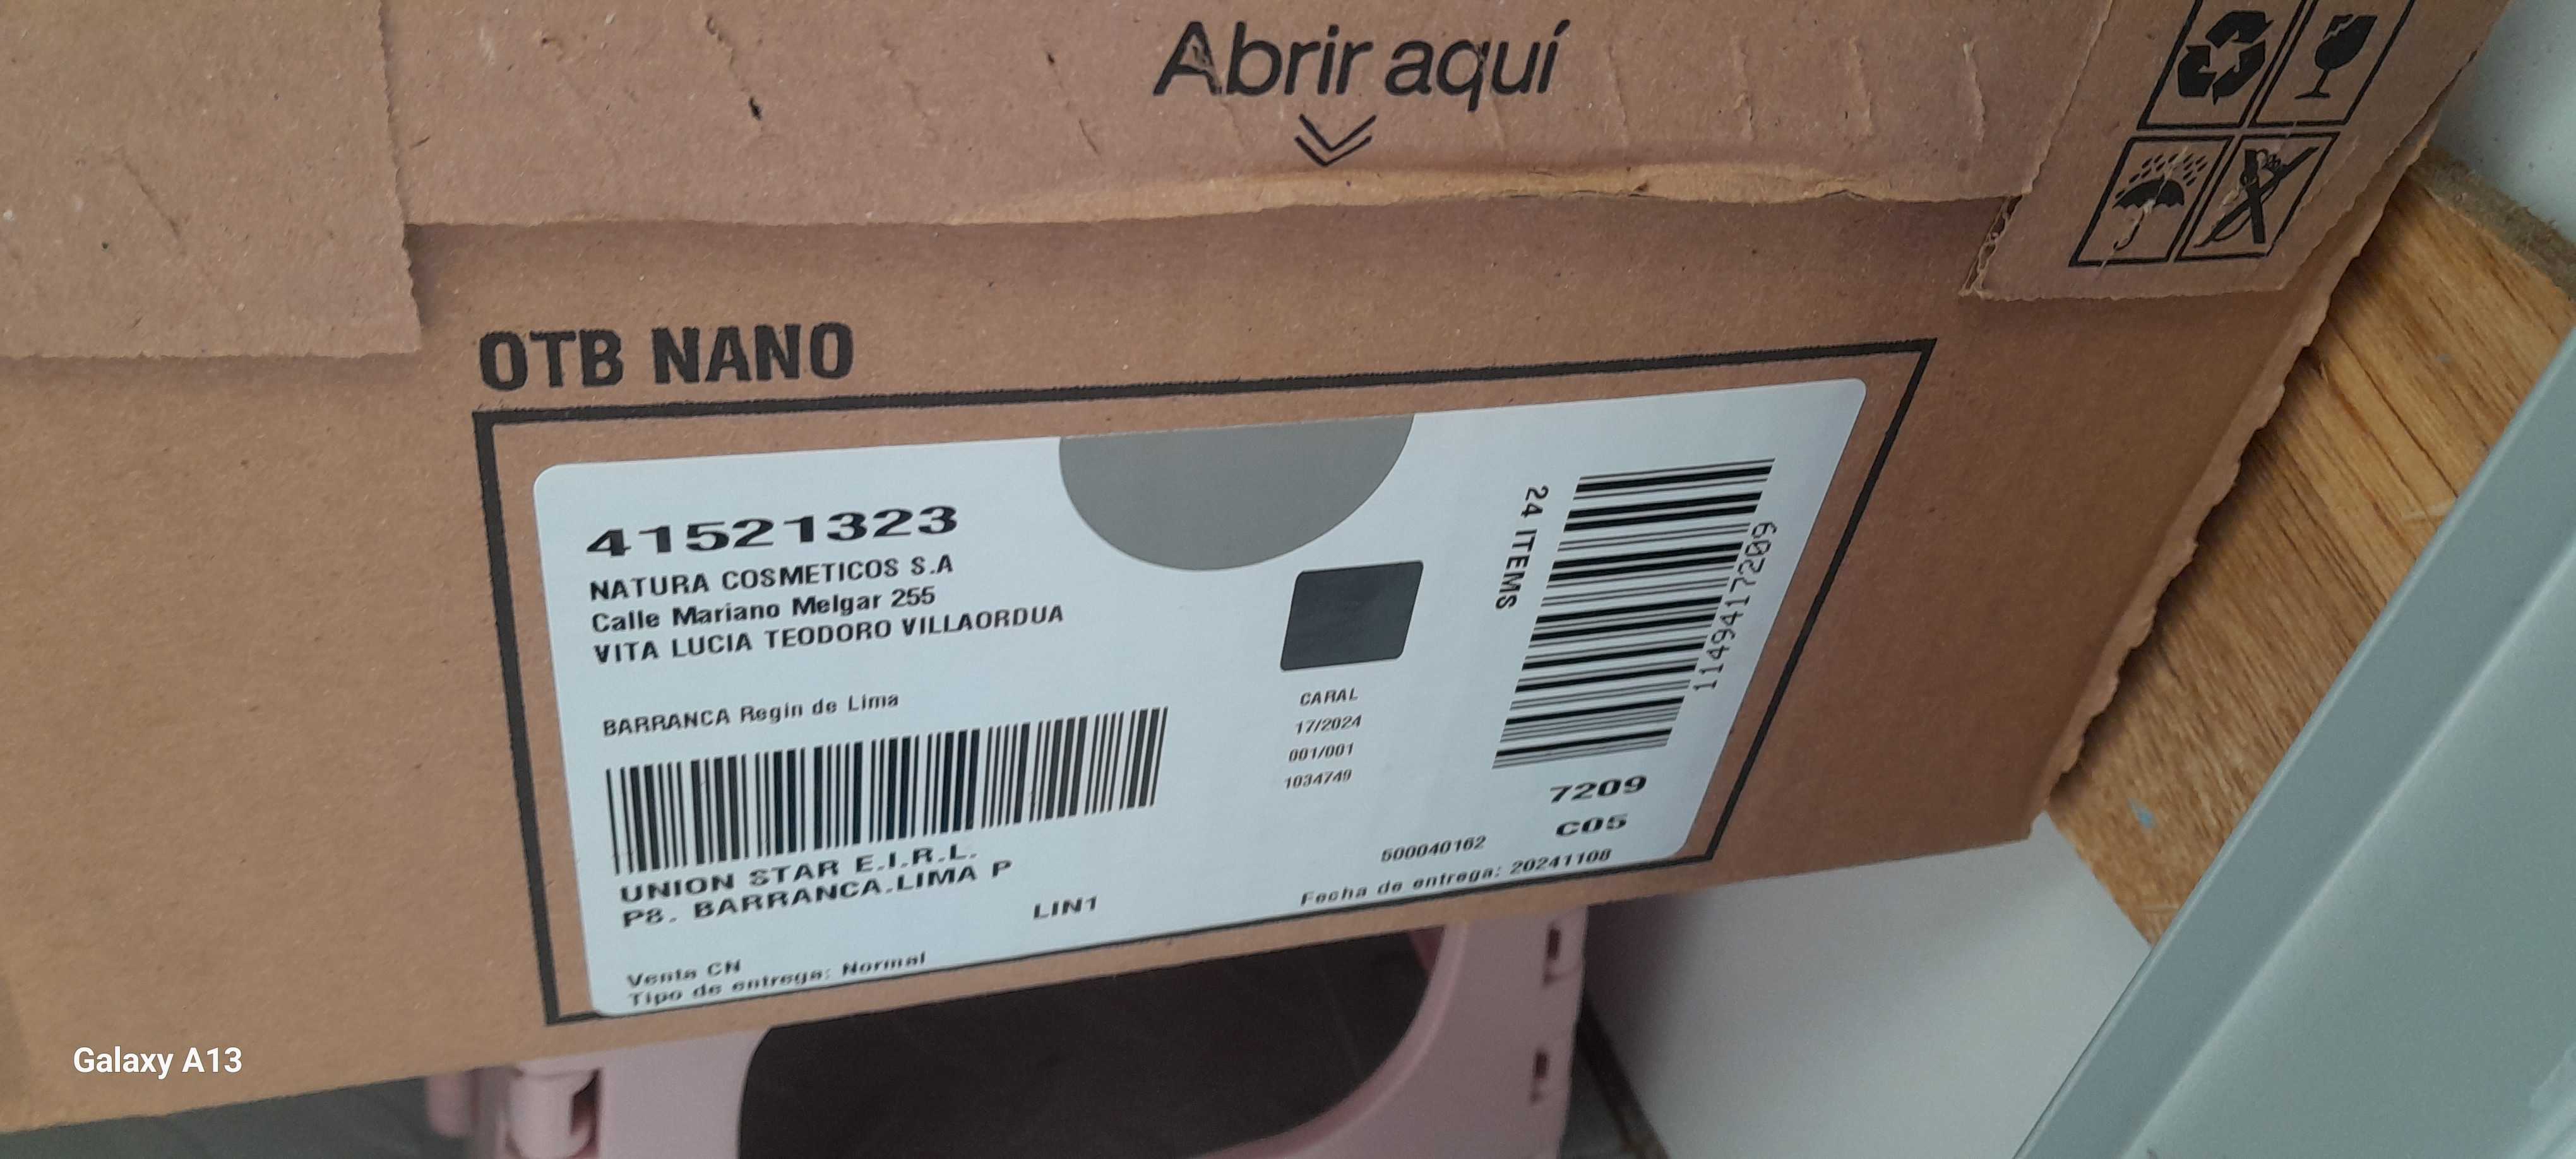 Abrir aquí
OTB NANO
41521323
NATURA COSMETICOS S.A
Calle Mariano Melgar 255
VITA LUCIA TEODORO VILLAORDUA
BARRANCA Regin de Lima
UNION STAR E.I.R.L.
P8. BARRANCA.LIMA P
LIN1
Venta CN
Tipo de entrega: Normal
CARAL
17/2024
001/001
1034749
24 ITEMS
1149417209
7209
C05
500040162
Fecha de entrega: 20241108
Galaxy A13